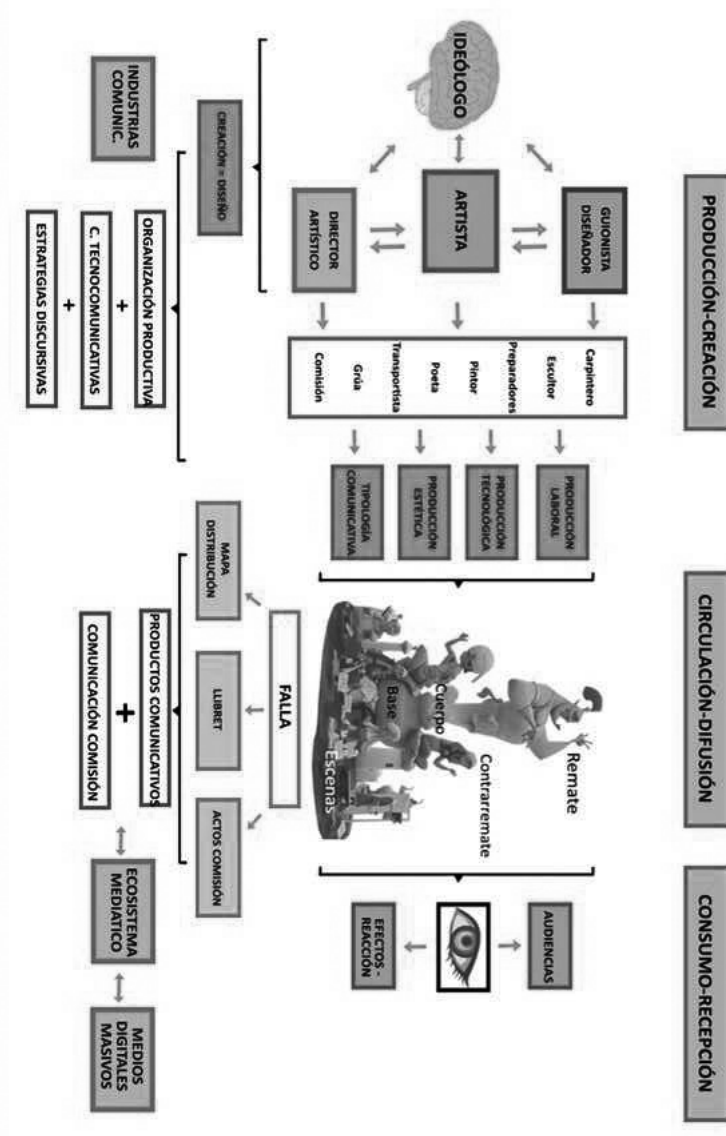 PRODUCCIÓN-CREACIÓN
CIRCULACIÓN-DIFUSIÓN
CONSUMO-RECEPCIÓN
IDEÓLOGO
GUIONISTA
DISEÑADOR
ARTISTA
DIRECTOR
ARTÍSTICO
Carpintero
Escultor
Preparadores
Pintor
Poeta
Transportista
Grúa
Comisión
PRODUCCIÓN
LABORAL
PRODUCCIÓN
TECNOLÓGICA
PRODUCCIÓN
ESTÉTICA
TIPOLOGÍA
COMUNICATIVA
Remate
Contrarremate
Cuerpo
Base
Escenas
AUDIENCIAS
EFECTOS -
REACCIÓN
CREACIÓN = DISEÑO
FALLA
MAPA
DISTRIBUCIÓN
LLIBRET
ACTOS COMISIÓN
INDUSTRIAS
COMUNIC.
ORGANIZACIÓN PRODUCTIVA
+
C. TECNOCOMUNICATIVAS
+
ESTRATEGIAS DISCURSIVAS
PRODUCTOS COMUNICATIVOS
+
COMUNICACIÓN COMISIÓN
ECOSISTEMA
MEDIATICO
MEDIOS
DIGITALES
MASIVOS